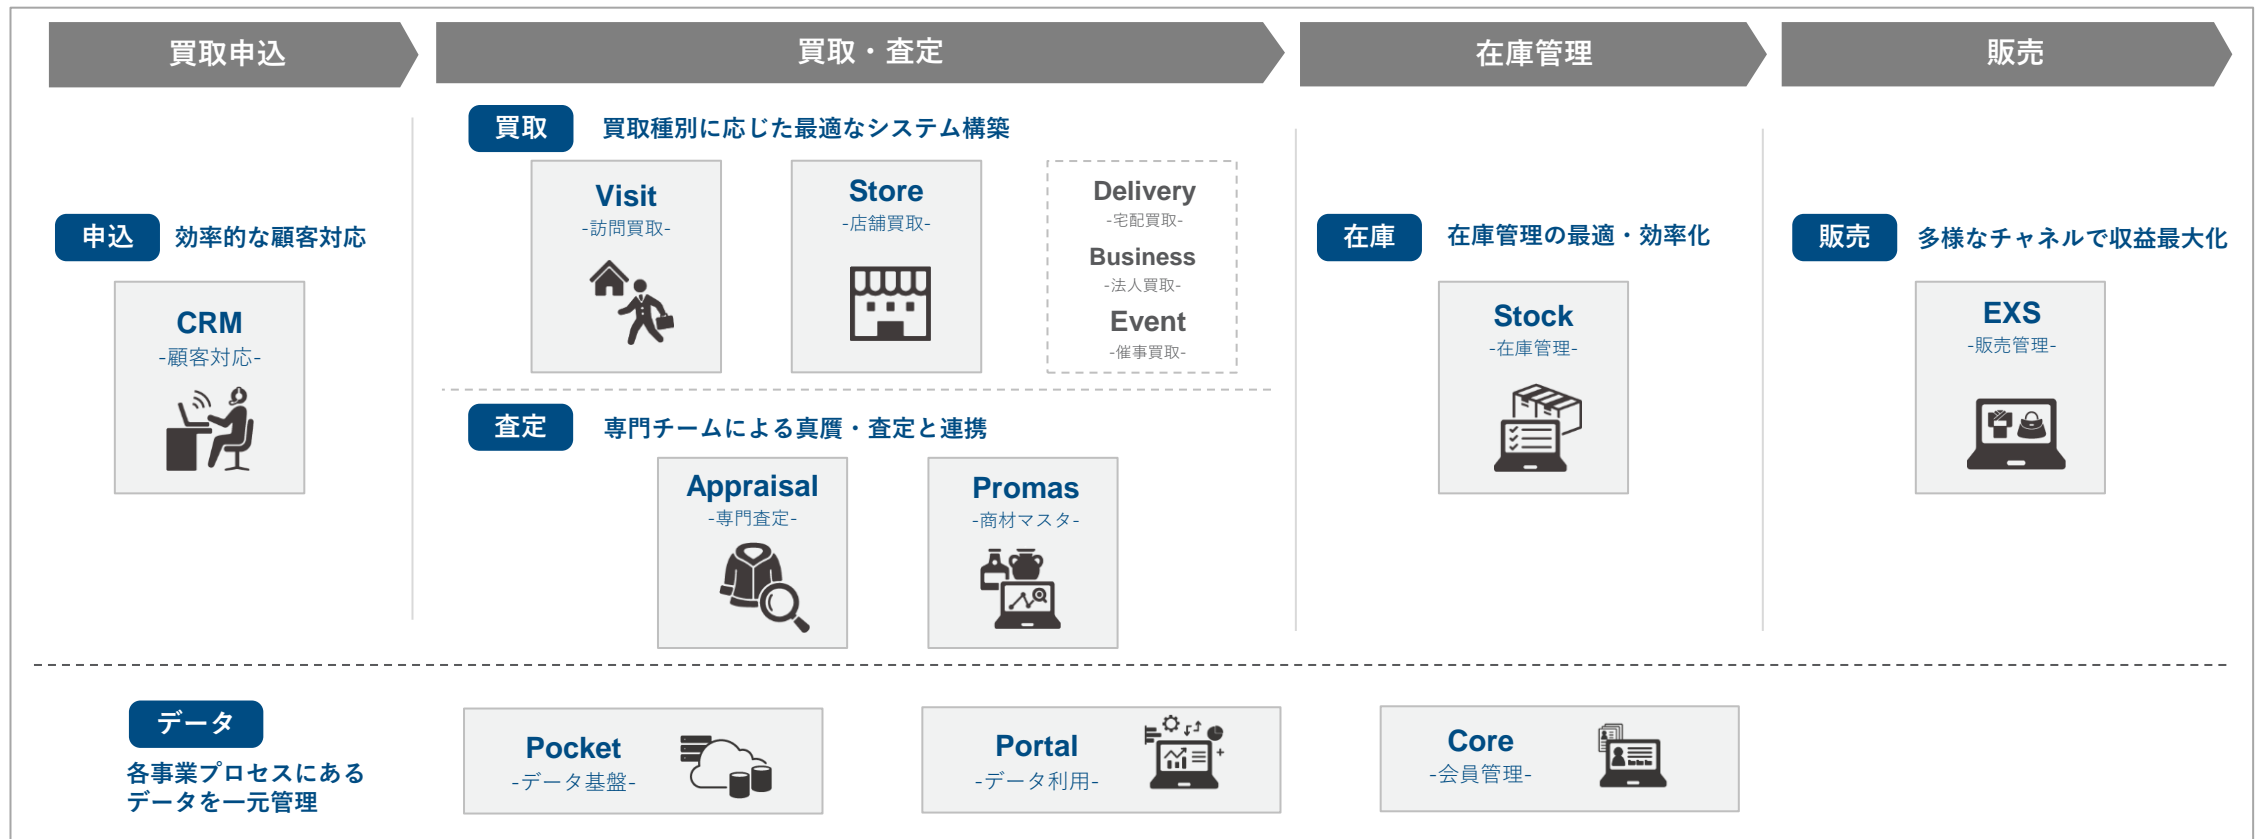 買取申込
買取・査定
在庫管理
販売
買取
買取種別に応じた最適なシステム構築
Visit
-訪問買取-
Store
-店舗買取-
Delivery
-宅配買取-
Business
-法人買取-
Event
-催事買取-
申込
効率的な顧客対応
CRM
-顧客対応-
査定
専門チームによる真贋・査定と連携
Appraisal
-専門査定-
Promas
-商材マスタ-
在庫
在庫管理の最適・効率化
Stock
-在庫管理-
販売
多様なチャネルで収益最大化
EXS
-販売管理-
データ
各事業プロセスにある
データを一元管理
Pocket
-データ基盤-
Portal
-データ利用-
Core
-会員管理-